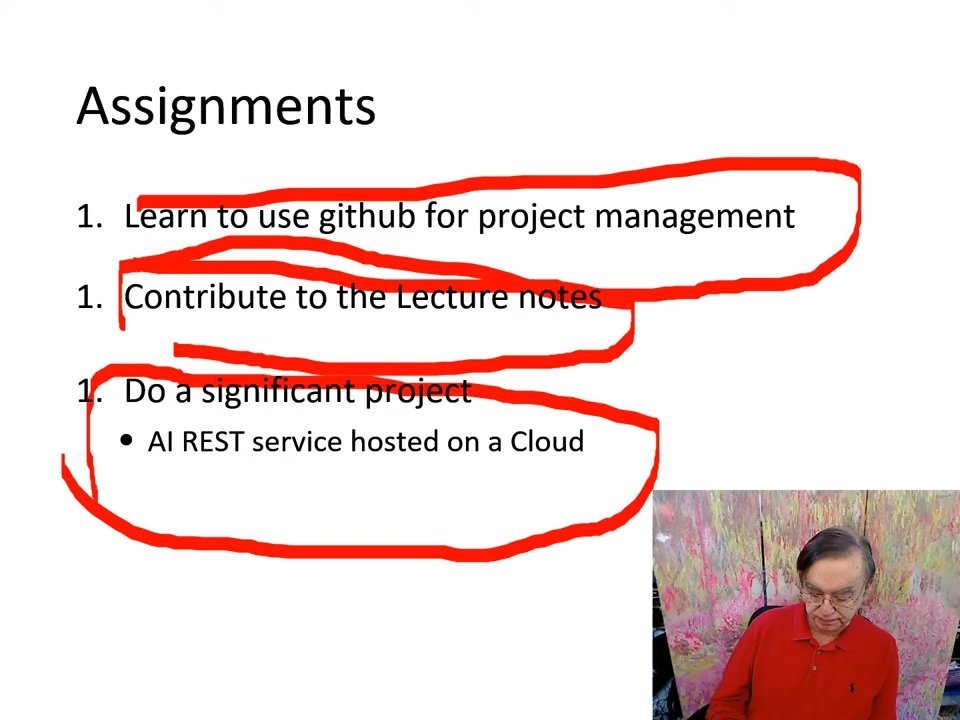 Assignments
1. Learn to use github for project management
1. Contribute to the Lecture notes
1. Do a significant project
• AI REST service hosted on a Cloud